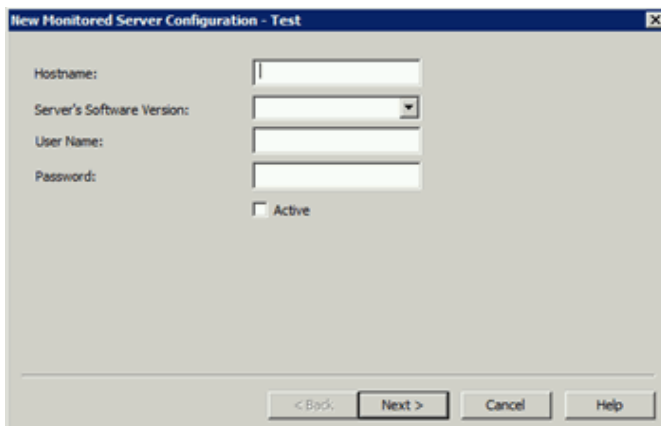 New Monitored Server Configuration - Test
Hostname:
Server's Software Version:
User Name:
Password:
Active
< Back
Next >
Cancel
Help